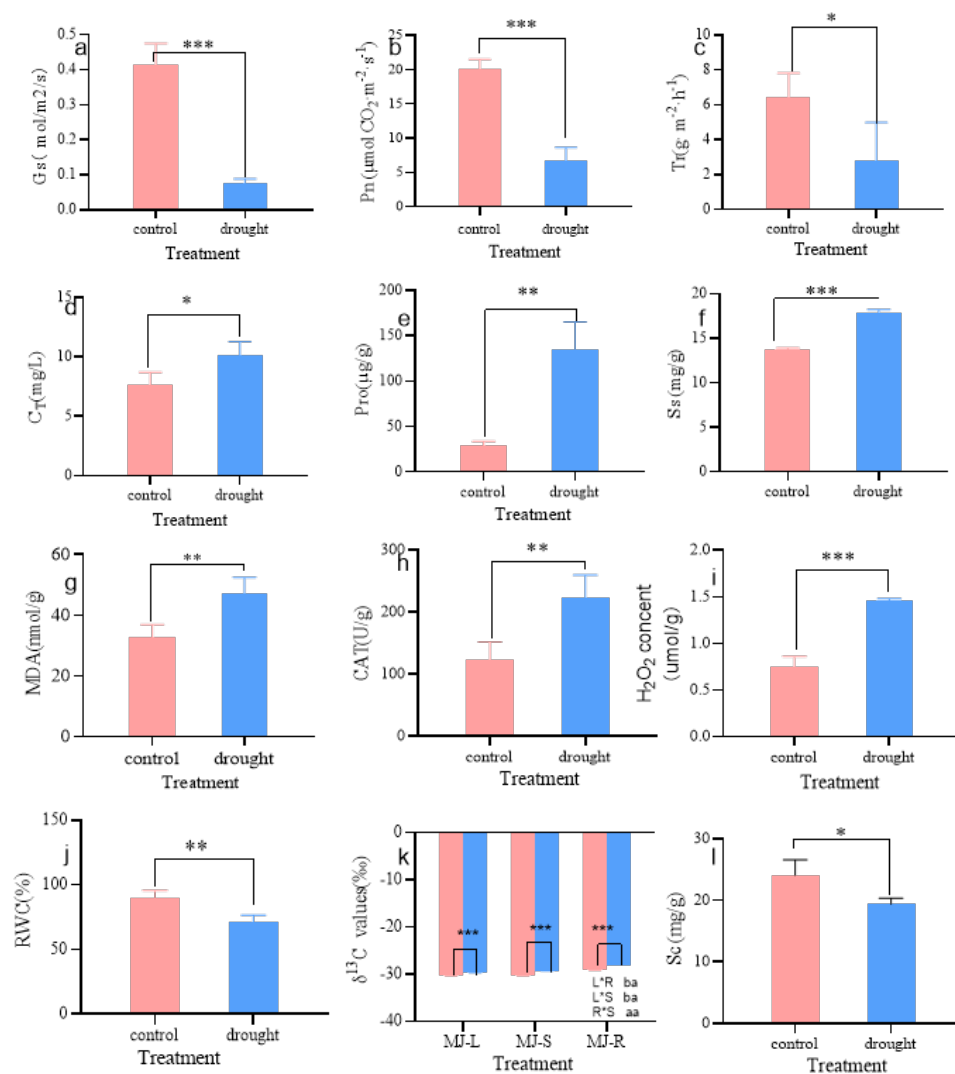 a
***
Gs( mol/m2/s)
0.5
0.4
0.3
0.2
0.1
0.0
control drought
Treatment
b
***
Pn(μmol CO₂·m⁻²·s⁻¹)
25
20
15
10
5
0
control drought
Treatment
c
*
Tr(g· m⁻²·h⁻¹)
10
8
6
4
2
0
control drought
Treatment
d
*
C_T(mg/L)
15
10
5
0
control drought
Treatment
e
**
Pro(μg/g)
200
150
100
50
0
control drought
Treatment
f
***
Ss(mg/g)
20
15
10
5
0
control drought
Treatment
g
**
MDA(nmol/g)
60
40
20
0
control drought
Treatment
h
**
CAT(U/g)
300
200
100
0
control drought
Treatment
i
***
H₂O₂ concent
(umol/g)
2.0
1.5
1.0
0.5
0.0
control drought
Treatment
j
**
RWC(%)
150
100
50
0
control drought
Treatment
k
δ¹³C values(‰)
0
-10
-20
-30
-40
*** *** ***
L*R ba
L*S ba
R*S aa
MJ-L MJ-S MJ-R
Treatment
l
*
Sc(mg/g)
30
20
10
0
control drought
Treatment